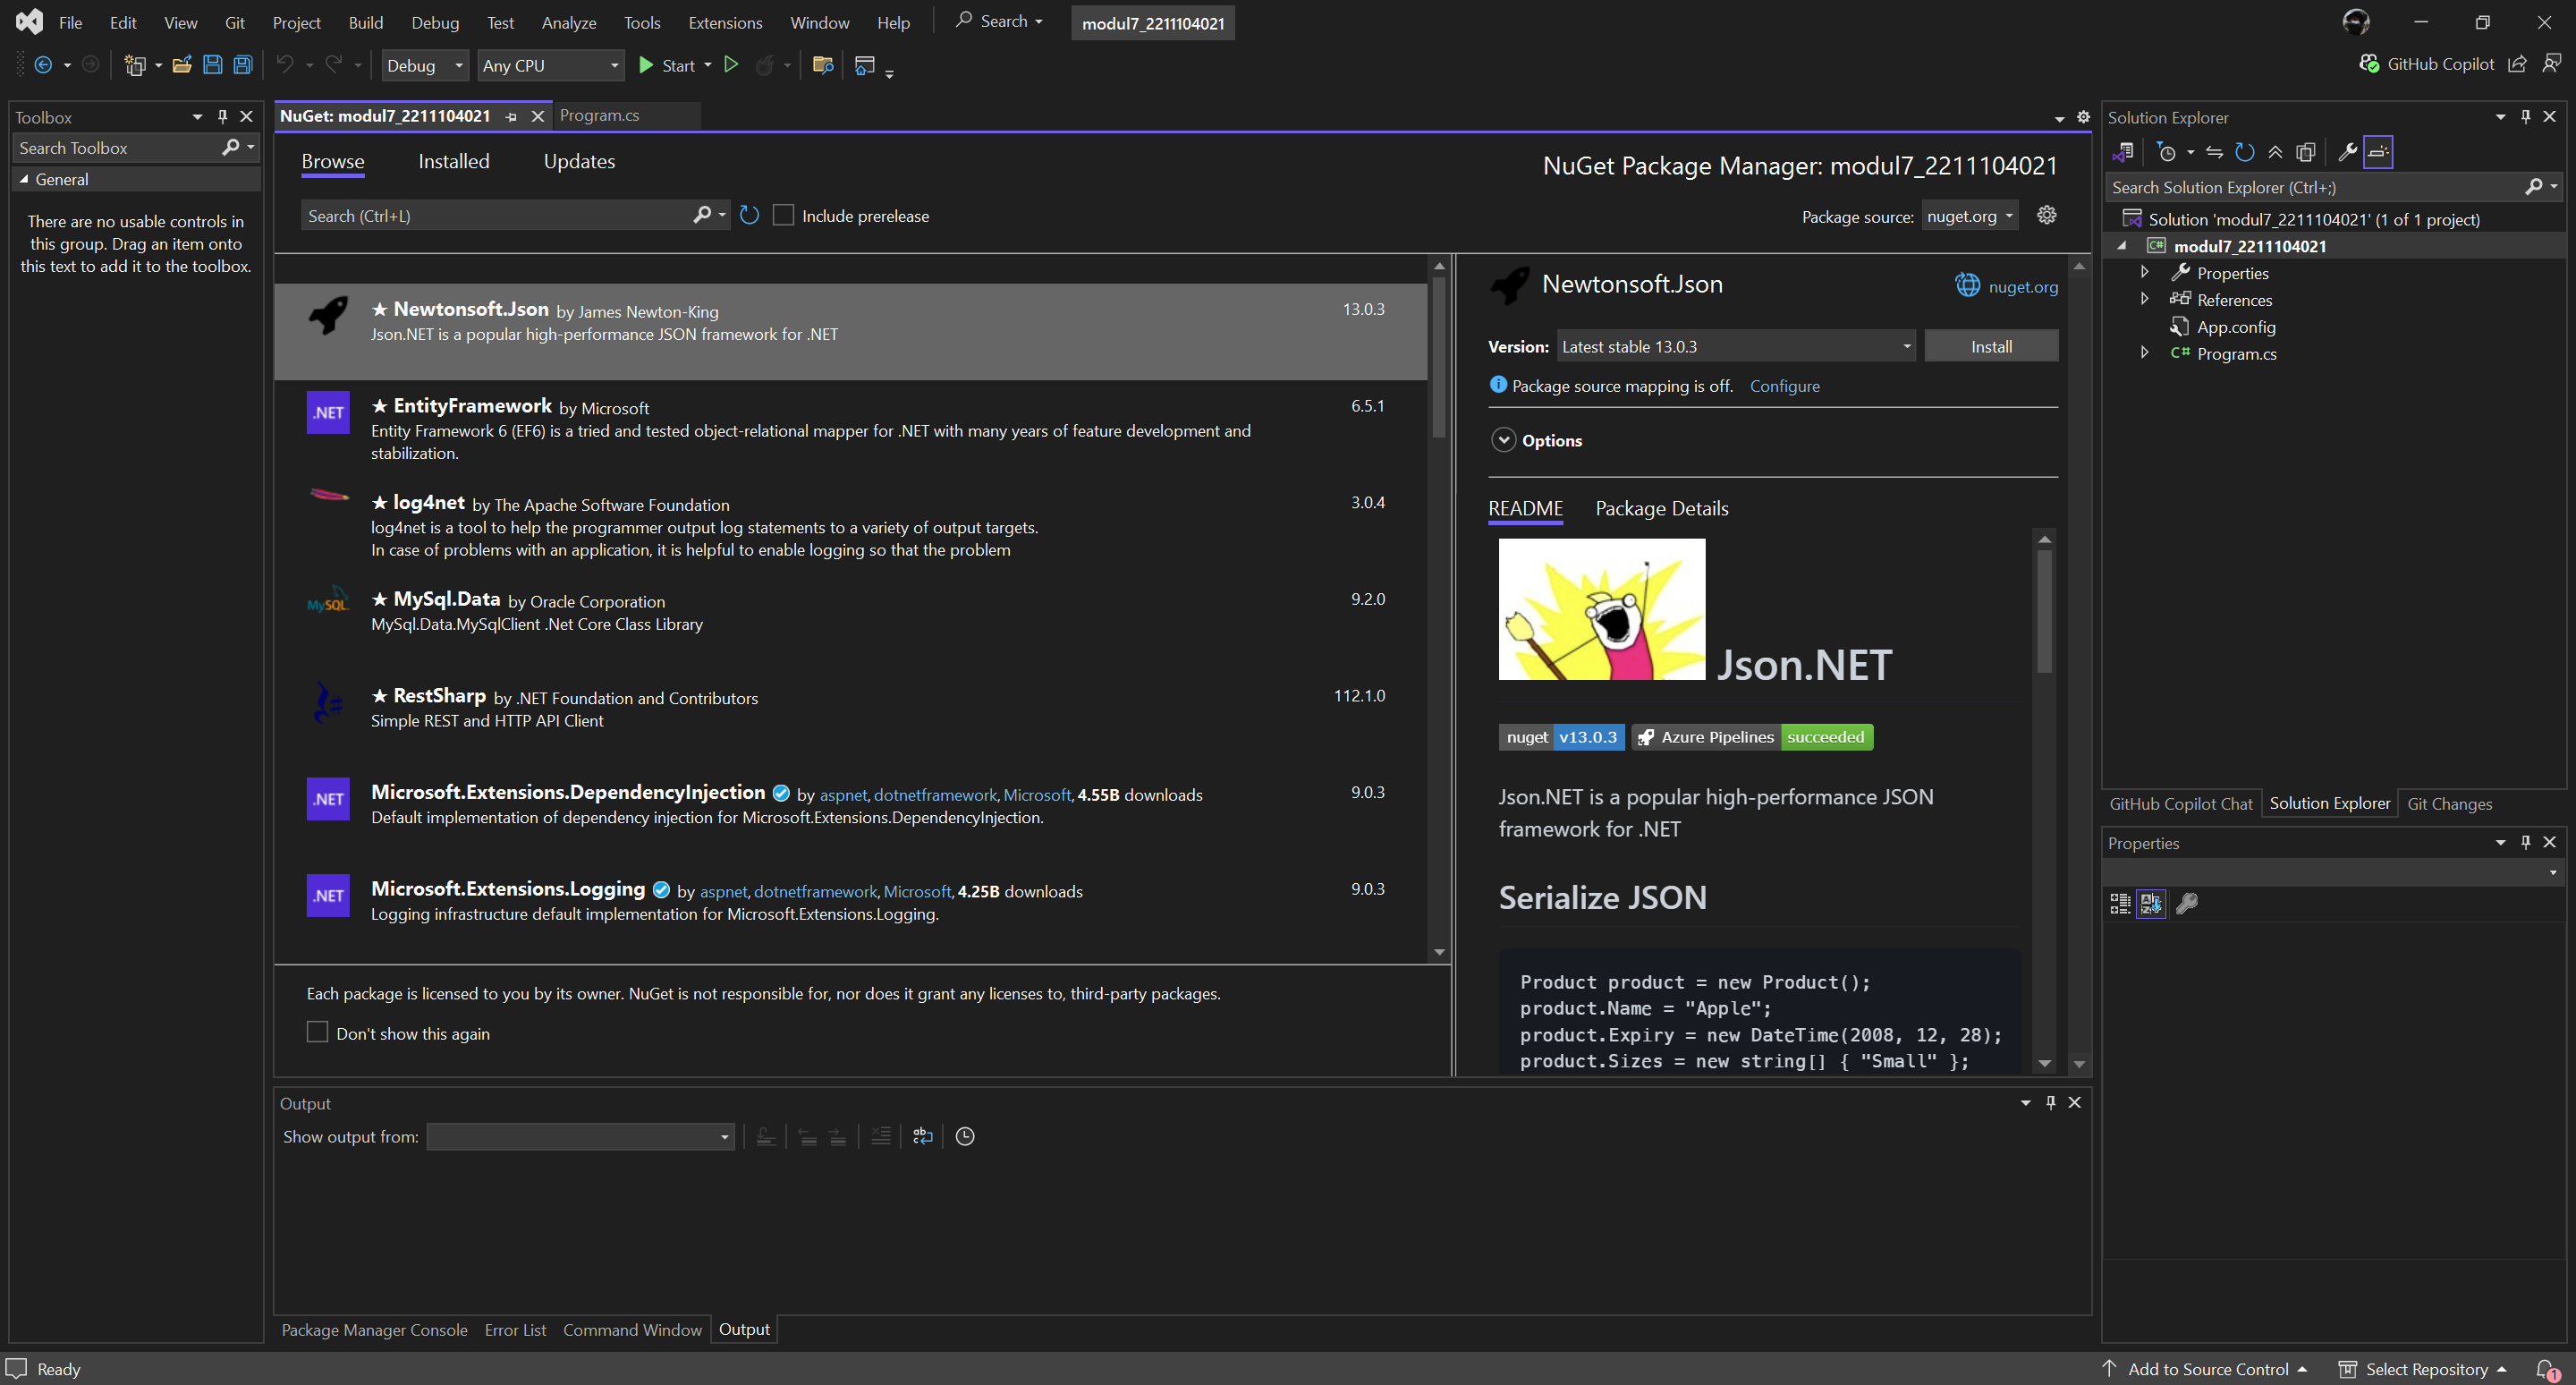 File Edit View Git Project Build Debug Test Analyze Tools Extensions Window Help Search modul7_2211104021
Debug Any CPU Start GitHub Copilot
Toolbox
Search Toolbox
General
There are no usable controls in
this group. Drag an item onto
this text to add it to the toolbox.
NuGet: modul7_2211104021 Program.cs
Browse Installed Updates
NuGet Package Manager: modul7_2211104021
Search (Ctrl+L) Include prerelease
Package source: nuget.org
Newtonsoft.Json by James Newton-King 13.0.3
Json.NET is a popular high-performance JSON framework for .NET
.NET EntityFramework by Microsoft 6.5.1
Entity Framework 6 (EF6) is a tried and tested object-relational mapper for .NET with many years of feature development and
stabilization.
log4net by The Apache Software Foundation 3.0.4
log4net is a tool to help the programmer output log statements to a variety of output targets.
In case of problems with an application, it is helpful to enable logging so that the problem
MySQL MySql.Data by Oracle Corporation 9.2.0
MySql.Data.MySqlClient .Net Core Class Library
RestSharp by .NET Foundation and Contributors 112.1.0
Simple REST and HTTP API Client
.NET Microsoft.Extensions.DependencyInjection by aspnet, dotnetframework, Microsoft, 4.55B downloads 9.0.3
Default implementation of dependency injection for Microsoft.Extensions.DependencyInjection.
.NET Microsoft.Extensions.Logging by aspnet, dotnetframework, Microsoft, 4.25B downloads 9.0.3
Logging infrastructure default implementation for Microsoft.Extensions.Logging.
Each package is licensed to you by its owner. NuGet is not responsible for, nor does it grant any licenses to, third-party packages.
Don't show this again
Newtonsoft.Json nuget.org
Version: Latest stable 13.0.3 Install
Package source mapping is off. Configure
Options
README Package Details
Json.NET
nuget v13.0.3 Azure Pipelines succeeded
Json.NET is a popular high-performance JSON
framework for .NET
Serialize JSON
Product product = new Product();
product.Name = "Apple";
product.Expiry = new DateTime(2008, 12, 28);
product.Sizes = new string[] { "Small" };
Output
Show output from:
Package Manager Console Error List Command Window Output
Solution Explorer
Search Solution Explorer (Ctrl+;)
Solution 'modul7_2211104021' (1 of 1 project)
C# modul7_2211104021
Properties
References
App.config
C# Program.cs
GitHub Copilot Chat Solution Explorer Git Changes
Properties
Ready Add to Source Control Select Repository 1